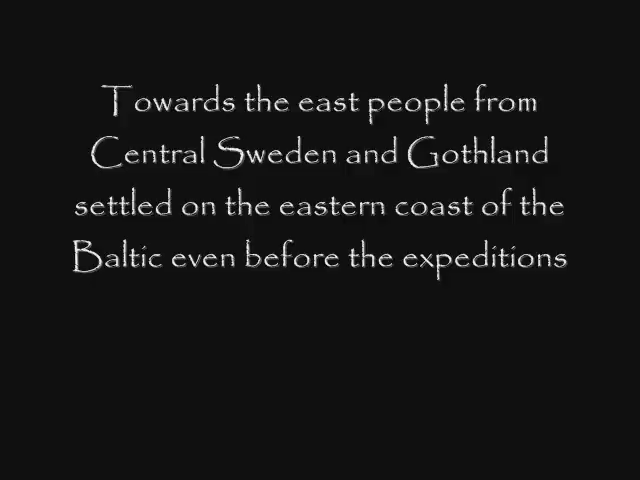 Towards the east people from
Central Sweden and Gothland
settled on the eastern coast of the
Baltic even before the expeditions